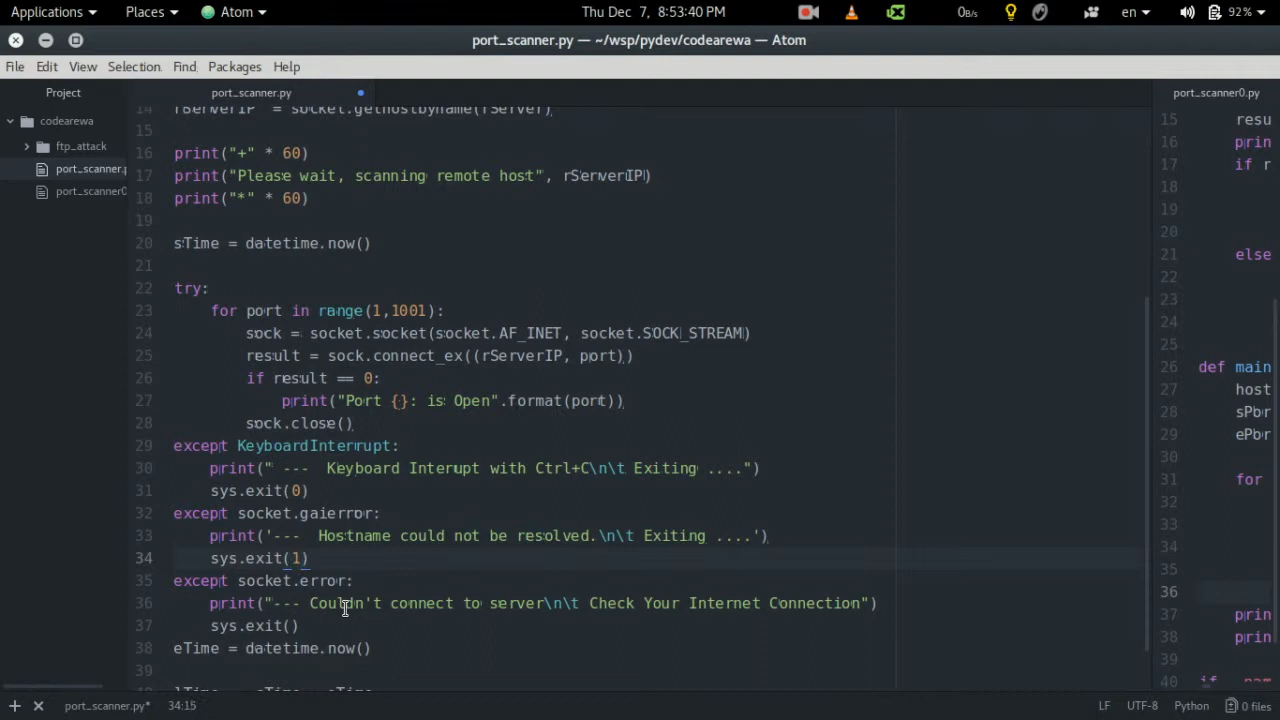 Applications Places Atom Thu Dec 7, 8:53:40 PM 0B/s en 92%
port_scanner.py — ~/wsp/pydev/codearewa — Atom
File Edit View Selection Find Packages Help
Project port_scanner.py port_scanner0.py
codearewa
ftp_attack
port_scanner.p
port_scanner0
14 rServerIP = socket.gethostbyname(rServer)
15
16 print("+" * 60)
17 print("Please wait, scanning remote host", rServerIP)
18 print("*" * 60)
19
20 sTime = datetime.now()
21
22 try:
23 for port in range(1,1001):
24 sock = socket.socket(socket.AF_INET, socket.SOCK_STREAM)
25 result = sock.connect_ex((rServerIP, port))
26 if result == 0:
27 print("Port {}: is Open".format(port))
28 sock.close()
29 except KeyboardInterrupt:
30 print(" --- Keyboard Interupt with Ctrl+C\n\t Exiting ....")
31 sys.exit(0)
32 except socket.gaierror:
33 print('--- Hostname could not be resolved.\n\t Exiting ....')
34 sys.exit(1)
35 except socket.error:
36 print("--- Couldn't connect to server\n\t Check Your Internet Connection")
37 sys.exit()
38 eTime = datetime.now()
39
15 resu
16 prin
17 if r
18
19
20
21 else
22
23
24
25
26 def main
27 host
28 sPor
29 ePor
30
31 for
32
33
34
35
36
37 prin
38 prin
39
40
port_scanner.py* 34:15 LF UTF-8 Python 0 files